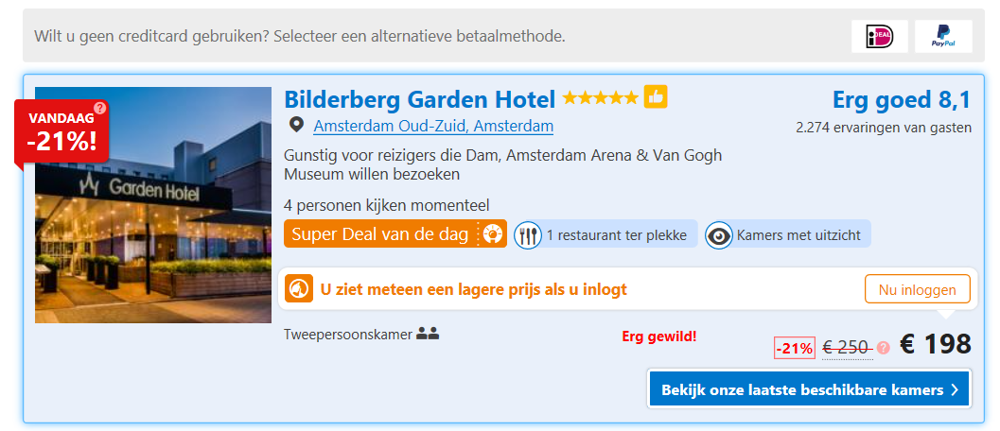 Wilt u geen creditcard gebruiken? Selecteer een alternatieve betaalmethode.
iDEAL
PayPal
VANDAAG ?
-21%!
Garden Hotel
Bilderberg Garden Hotel
Amsterdam Oud-Zuid, Amsterdam
Gunstig voor reizigers die Dam, Amsterdam Arena & Van Gogh
Museum willen bezoeken
4 personen kijken momenteel
Super Deal van de dag
1 restaurant ter plekke
Kamers met uitzicht
Erg goed 8,1
2.274 ervaringen van gasten
U ziet meteen een lagere prijs als u inlogt
Nu inloggen
Tweepersoonskamer
Erg gewild!
-21% € 250 ? € 198
Bekijk onze laatste beschikbare kamers